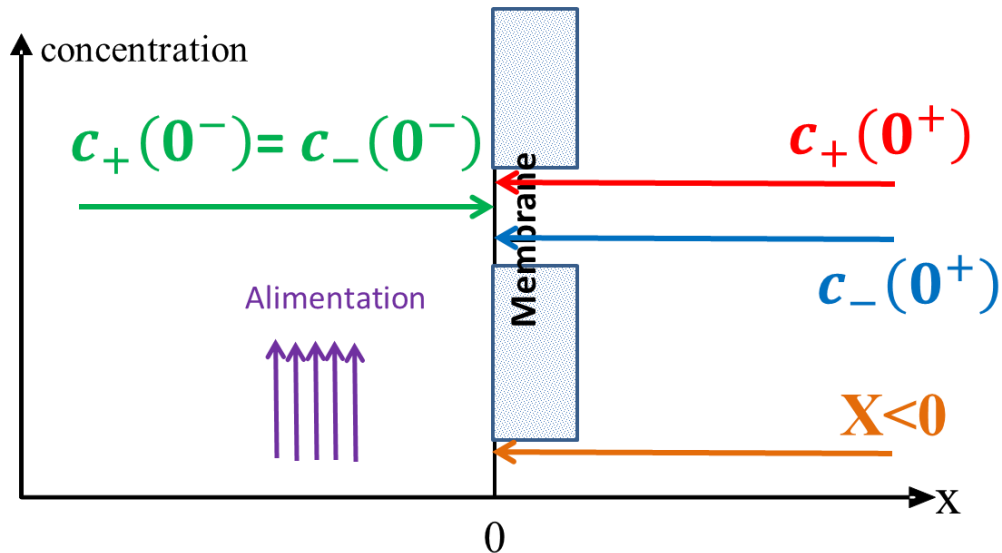 concentration
c₊(0⁻)= c₋(0⁻)
c₊(0⁺)
Membrane
c₋(0⁺)
Alimentation
X<0
x
0